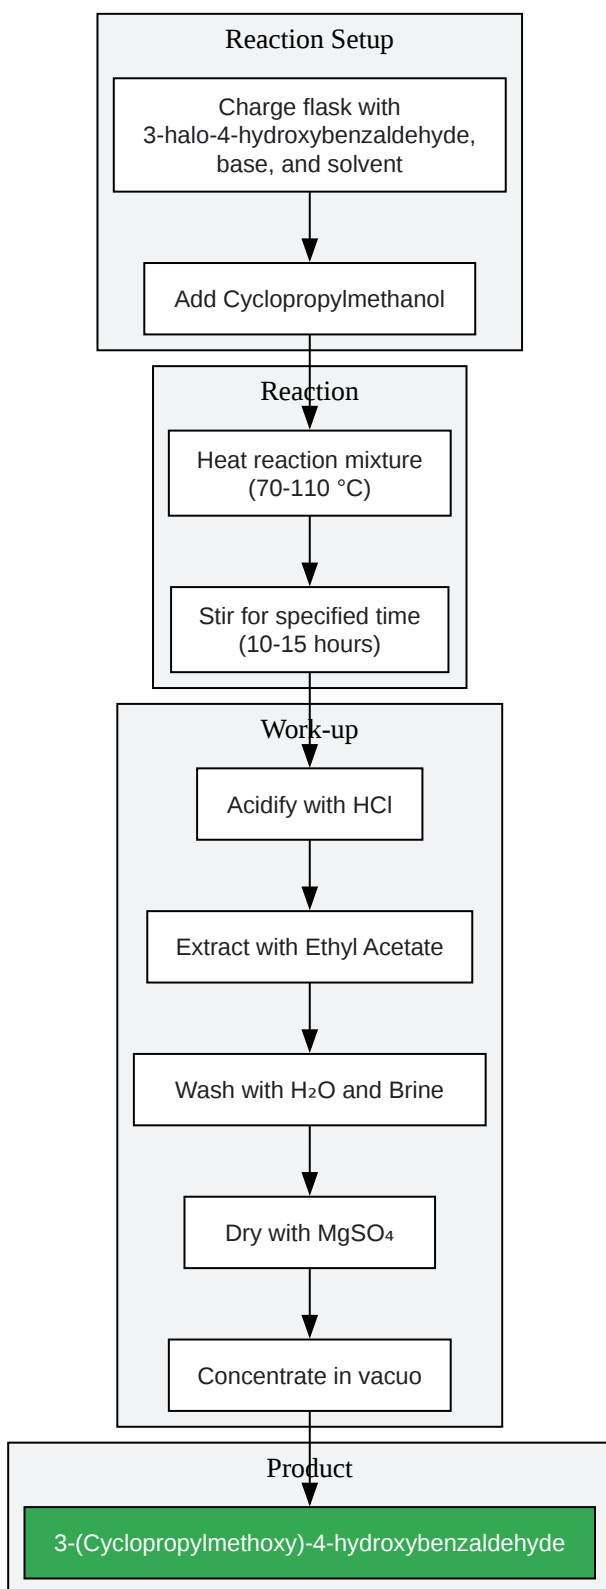 Reaction Setup
Charge flask with
3-halo-4-hydroxybenzaldehyde,
base, and solvent
Add Cyclopropylmethanol
Reaction
Heat reaction mixture
(70-110 °C)
Stir for specified time
(10-15 hours)
Work-up
Acidify with HCl
Extract with Ethyl Acetate
Wash with H₂O and Brine
Dry with MgSO₄
Concentrate in vacuo
Product
3-(Cyclopropylmethoxy)-4-hydroxybenzaldehyde